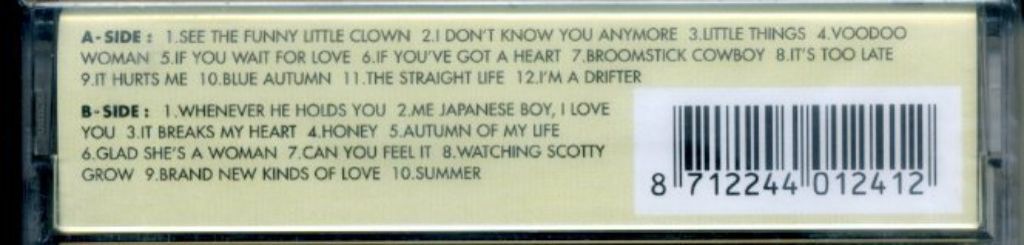 A-SIDE : 1.SEE THE FUNNY LITTLE CLOWN 2.I DON'T KNOW YOU ANYMORE 3.LITTLE THINGS 4.VOODOO
WOMAN 5.IF YOU WAIT FOR LOVE 6.IF YOU'VE GOT A HEART 7.BROOMSTICK COWBOY 8.IT'S TOO LATE
9.IT HURTS ME 10.BLUE AUTUMN 11.THE STRAIGHT LIFE 12.I'M A DRIFTER
B-SIDE : 1.WHENEVER HE HOLDS YOU 2.ME JAPANESE BOY, I LOVE
YOU 3.IT BREAKS MY HEART 4.HONEY 5.AUTUMN OF MY LIFE
6.GLAD SHE'S A WOMAN 7.CAN YOU FEEL IT 8.WATCHING SCOTTY
GROW 9.BRAND NEW KINDS OF LOVE 10.SUMMER
8 712244 012412